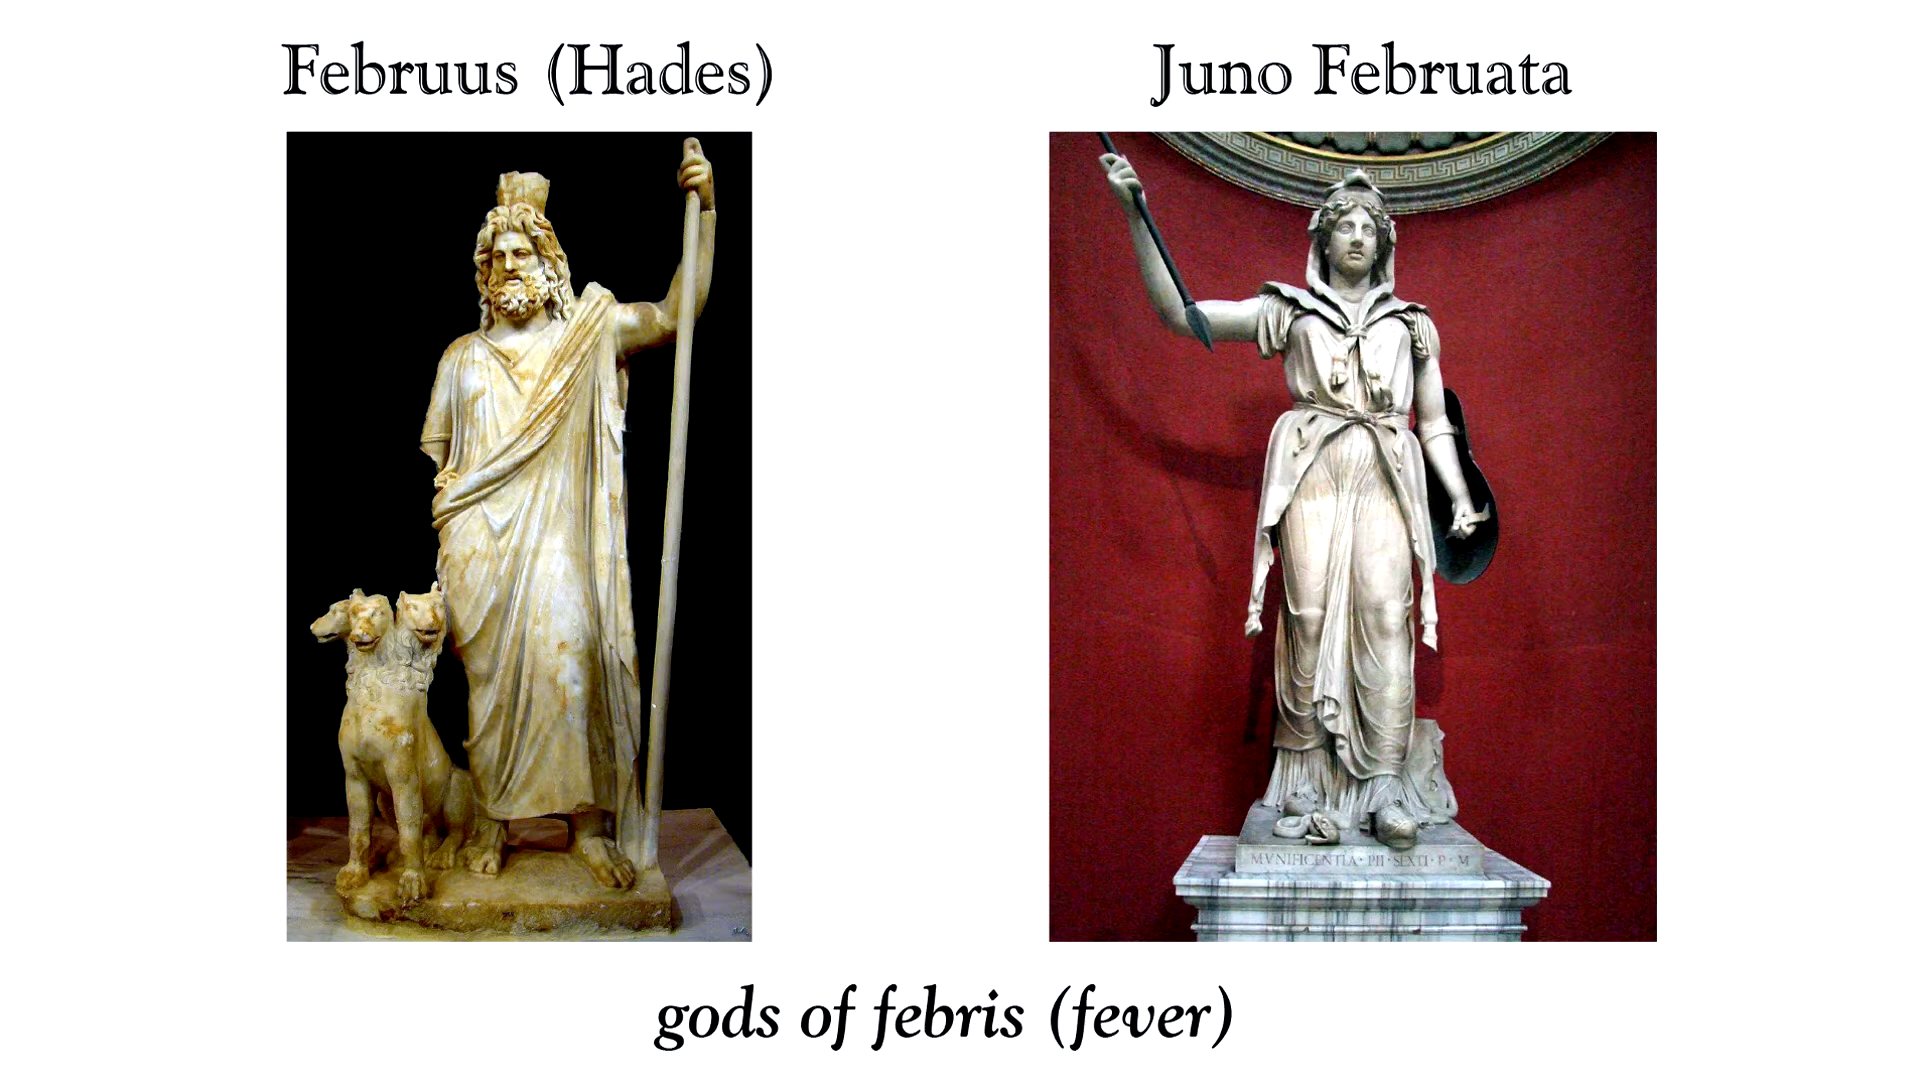 Februus (Hades)
Juno Februata
MVNIFICENTIA · PII · SEXTI · P · M
gods of febris (fever)